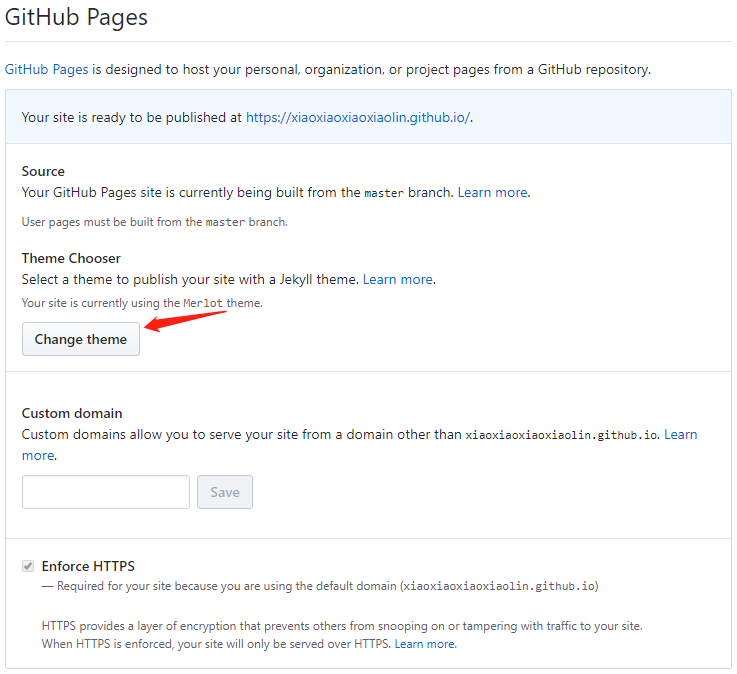 GitHub Pages
GitHub Pages is designed to host your personal, organization, or project pages from a GitHub repository.
Your site is ready to be published at https://xiaoxiaoxiaoxiaolin.github.io/.
Source
Your GitHub Pages site is currently being built from the master branch. Learn more.
User pages must be built from the master branch.
Theme Chooser
Select a theme to publish your site with a Jekyll theme. Learn more.
Your site is currently using the Merlot theme.
Change theme
Custom domain
Custom domains allow you to serve your site from a domain other than xiaoxiaoxiaoxiaolin.github.io. Learn
more.
Save
Enforce HTTPS
— Required for your site because you are using the default domain (xiaoxiaoxiaoxiaolin.github.io)
HTTPS provides a layer of encryption that prevents others from snooping on or tampering with traffic to your site.
When HTTPS is enforced, your site will only be served over HTTPS. Learn more.